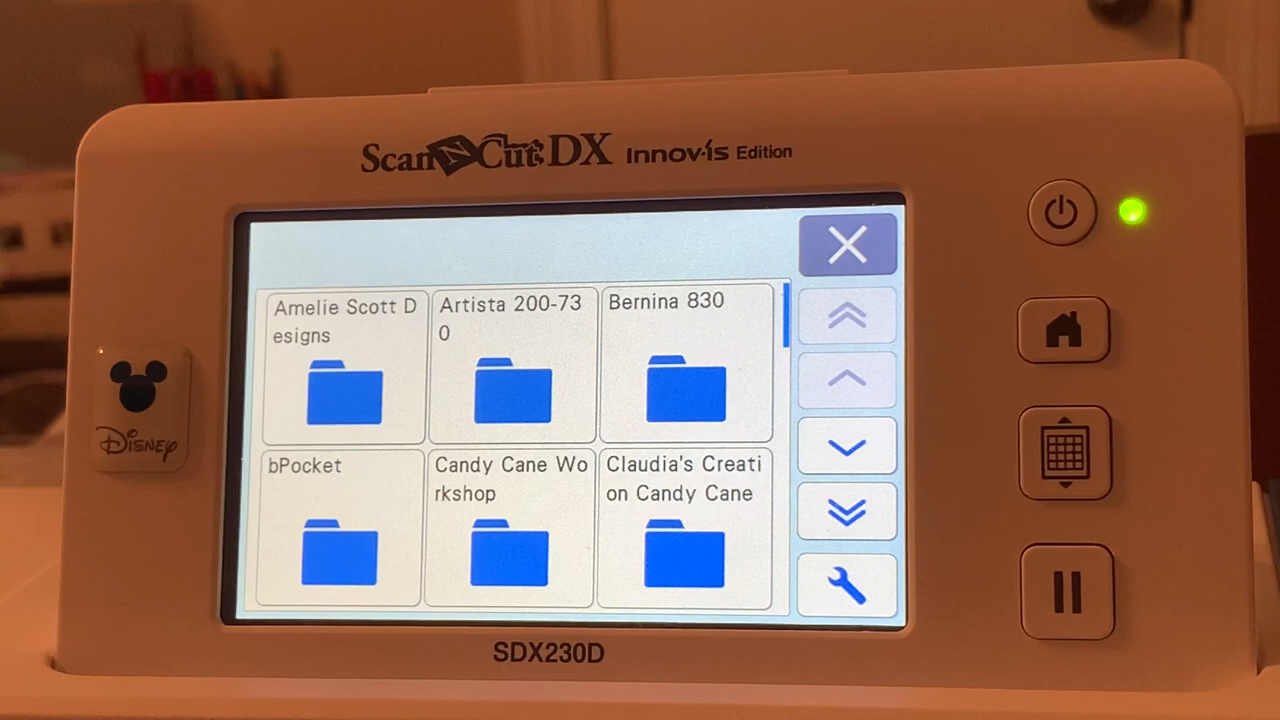 ScanNCut DX Innov-ís Edition
Amelie Scott D
esigns
Artista 200-73
0
Bernina 830
bPocket
Candy Cane Wo
rkshop
Claudia's Creati
on Candy Cane
Disney
SDX230D